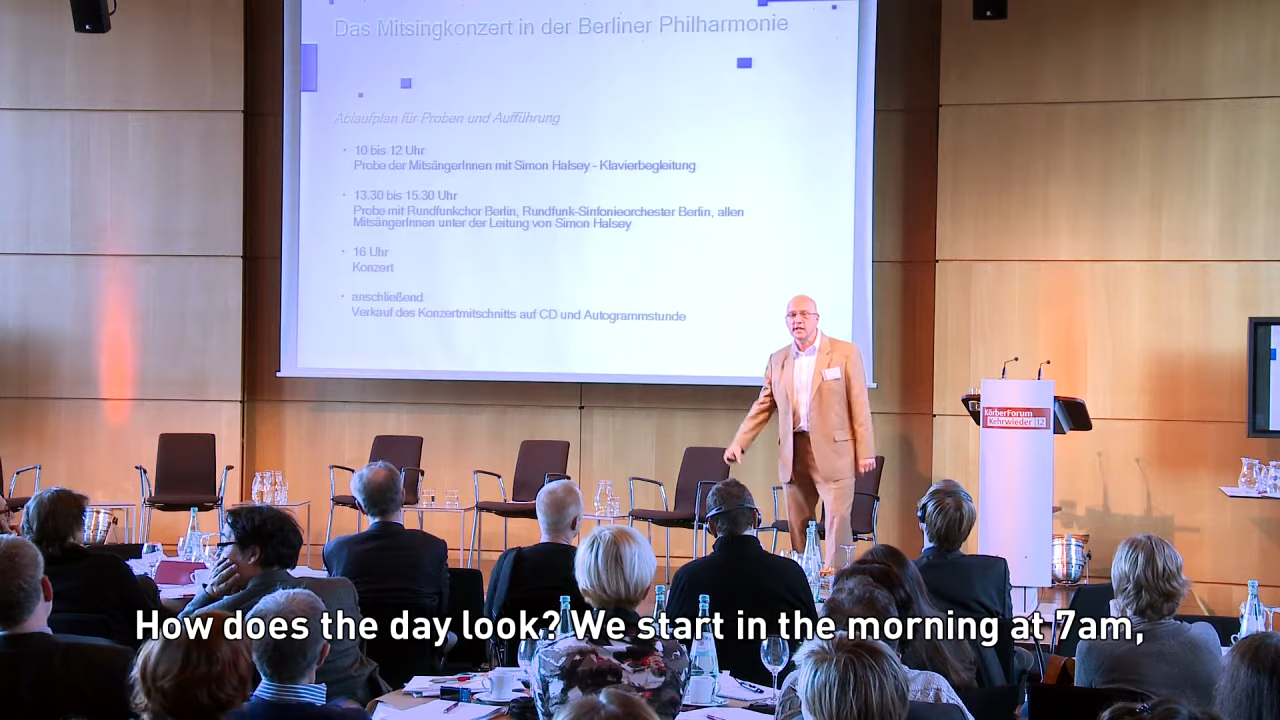 Das Mitsingkonzert in der Berliner Philharmonie
Ablaufplan für Proben und Aufführung
10 bis 12 Uhr
Probe der MitsängerInnen mit Simon Halsey - Klavierbegleitung
13.30 bis 15.30 Uhr
Probe mit Rundfunkchor Berlin, Rundfunk-Sinfonieorchester Berlin, allen
MitsängerInnen unter der Leitung von Simon Halsey
16 Uhr
Konzert
anschließend
Verkauf des Konzertmitschnitts auf CD und Autogrammstunde
KörberForum
Kehrwieder |12
How does the day look? We start in the morning at 7am,